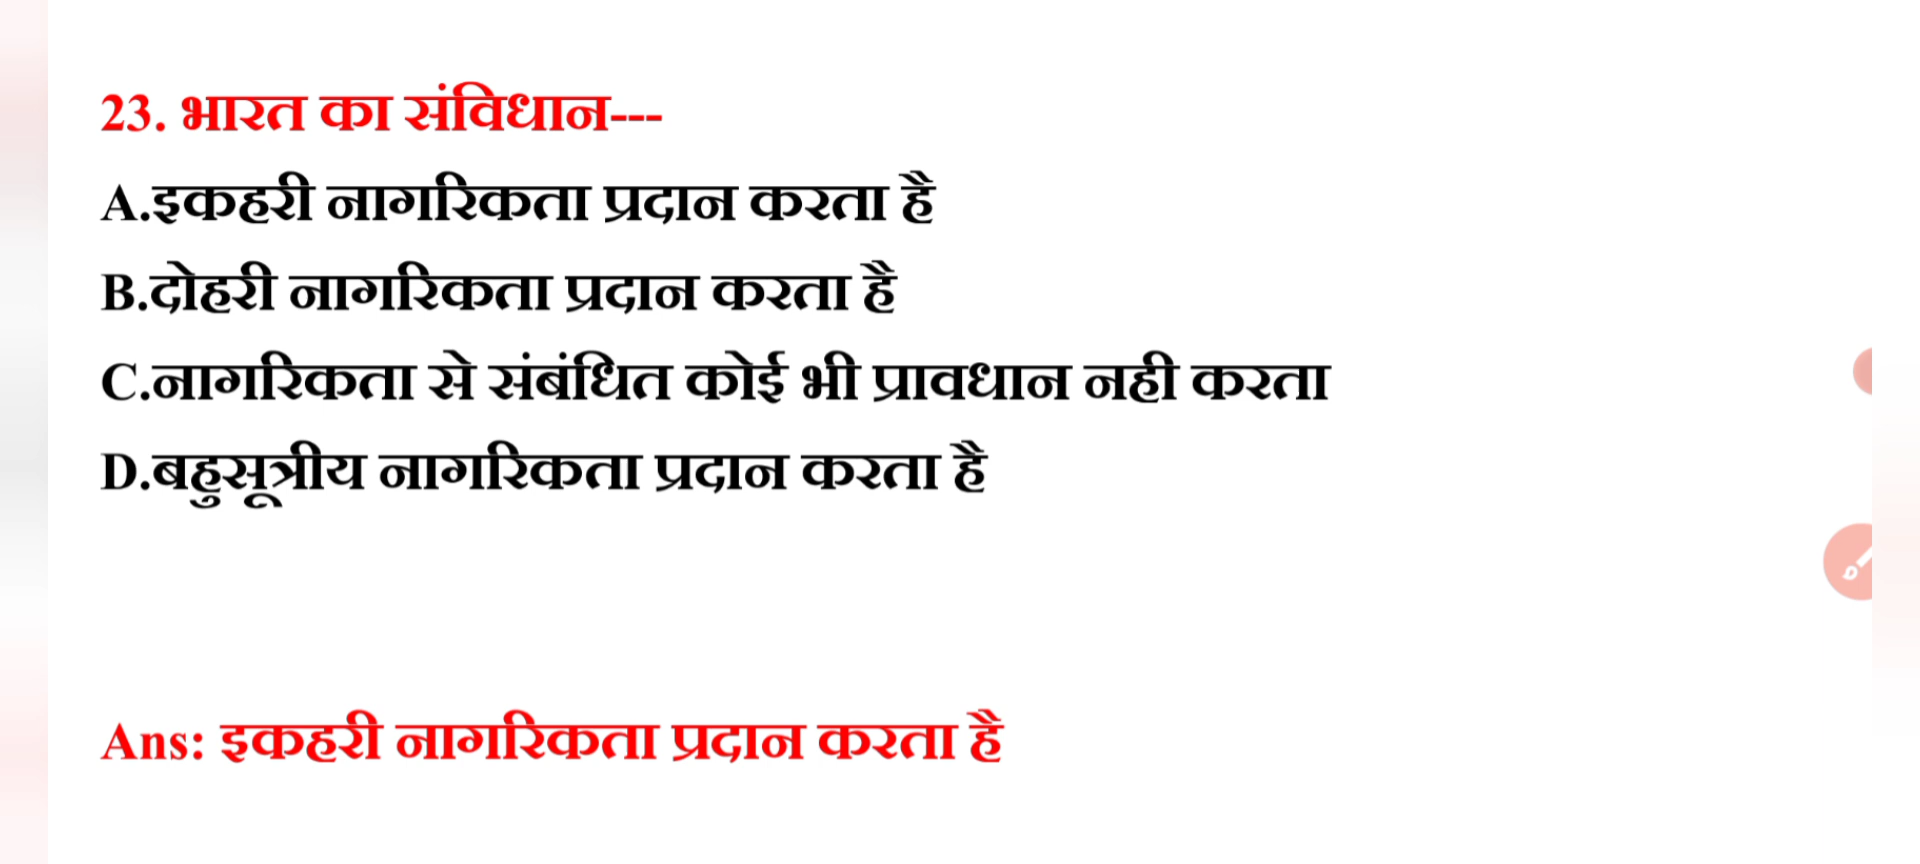 23. भारत का संविधान---
A.इकहरी नागरिकता प्रदान करता है
B.दोहरी नागरिकता प्रदान करता है
C.नागरिकता से संबंधित कोई भी प्रावधान नही करता
D.बहुसूत्रीय नागरिकता प्रदान करता है
Ans: इकहरी नागरिकता प्रदान करता है